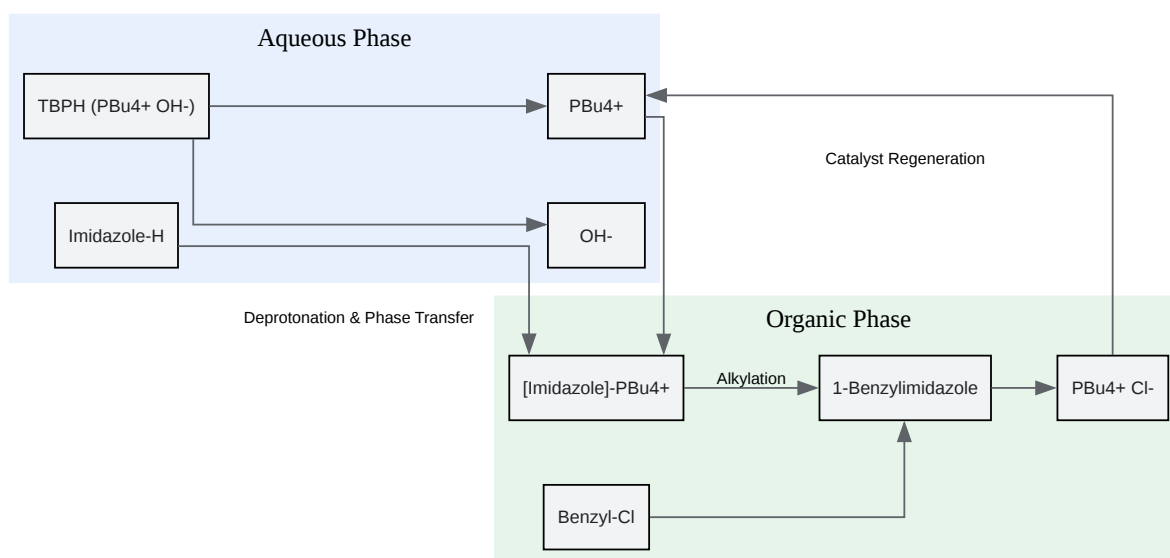 Aqueous Phase
TBPH (PBu4+ OH-)
PBu4+
Catalyst Regeneration
Imidazole-H
OH-
Deprotonation & Phase Transfer
Organic Phase
[Imidazole]-PBu4+
Alkylation
1-Benzylimidazole
PBu4+ Cl-
Benzyl-Cl